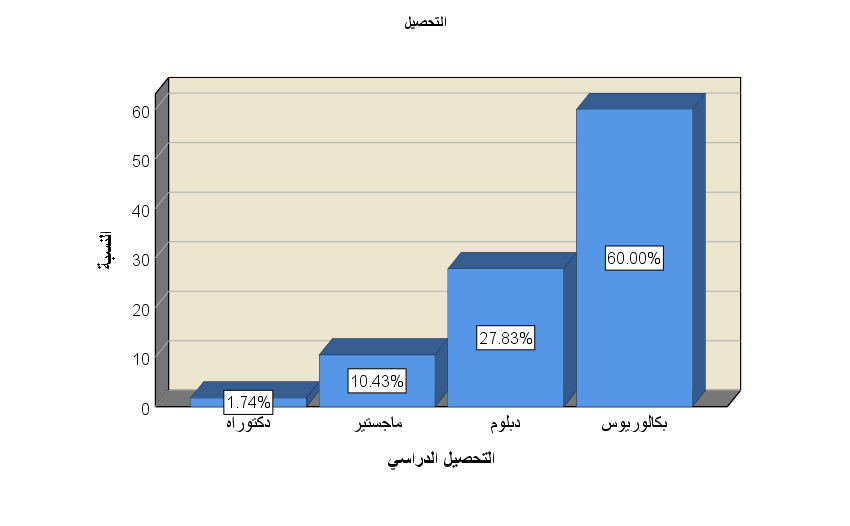 التحصيل
النسبة
60
50
40
30
20
10
0
1.74%
10.43%
27.83%
60.00%
دكتوراه
ماجستير
دبلوم
بكالوريوس
التحصيل الدراسي